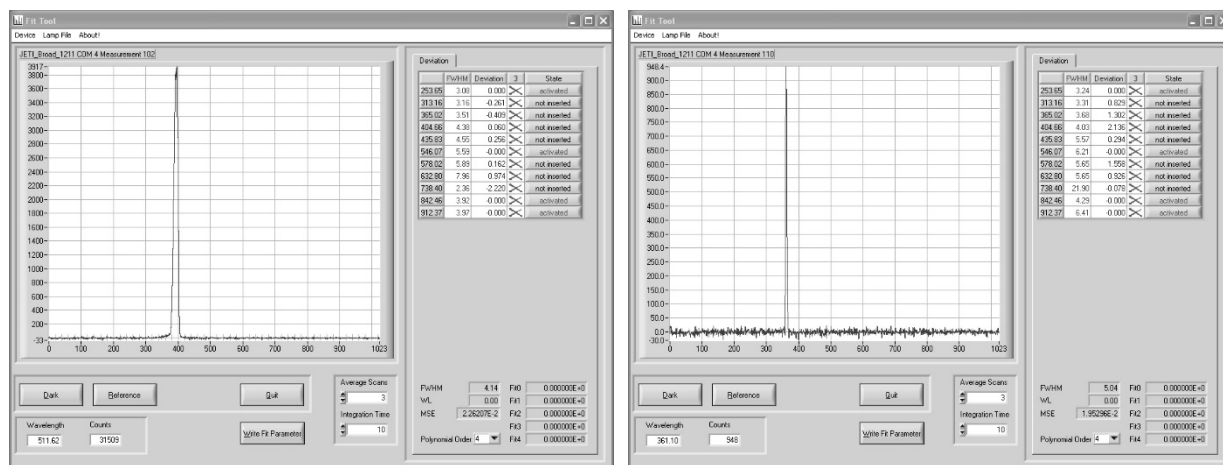 Fit Tool
Device Lamp File About!
JETI_Broad_1211 COM 4 Measurement 102
3917
3800
3600
3400
3200
3000
2800
2600
2400
2200
2000
1800
1600
1400
1200
1000
800
600
400
200
-33
0 100 200 300 400 500 600 700 800 900 1023
Deviation
FWHM Deviation 3 State
253.65 3.08 0.000 activated
313.16 3.16 -0.261 not inserted
365.02 3.51 -0.409 not inserted
404.66 4.38 0.060 not inserted
435.83 4.55 0.256 not inserted
546.07 5.59 -0.000 activated
578.02 5.89 0.162 not inserted
632.80 7.96 0.974 not inserted
738.40 2.36 -2.220 not inserted
842.46 3.92 -0.000 activated
912.37 3.97 -0.000 activated
Dark Reference Quit
Average Scans
3
Integration Time
10
Wavelength Counts
511.62 31509
Write Fit Parameter
FWHM 4.14 Fit0 0.000000E+0
WL 0.00 Fit1 0.000000E+0
MSE 2.26207E-2 Fit2 0.000000E+0
Fit3 0.000000E+0
Polynomial Order 4 Fit4 0.000000E+0
Fit Tool
Device Lamp File About!
JETI_Broad_1211 COM 4 Measurement 110
948.4
900.0
850.0
800.0
750.0
700.0
650.0
600.0
550.0
500.0
450.0
400.0
350.0
300.0
250.0
200.0
150.0
100.0
50.0
0.0
-30.0
0 100 200 300 400 500 600 700 800 900 1023
Deviation
FWHM Deviation 3 State
253.65 3.24 0.000 activated
313.16 3.31 0.829 not inserted
365.02 3.68 1.302 not inserted
404.66 4.03 2.136 not inserted
435.83 5.57 0.294 not inserted
546.07 6.21 -0.000 activated
578.02 5.65 1.558 not inserted
632.80 5.65 0.926 not inserted
738.40 21.90 -0.078 not inserted
842.46 4.29 -0.000 activated
912.37 6.41 -0.000 activated
Dark Reference Quit
Average Scans
3
Integration Time
10
Wavelength Counts
361.10 948
Write Fit Parameter
FWHM 5.04 Fit0 0.000000E+0
WL 0.00 Fit1 0.000000E+0
MSE 1.95296E-2 Fit2 0.000000E+0
Fit3 0.000000E+0
Polynomial Order 4 Fit4 0.000000E+0